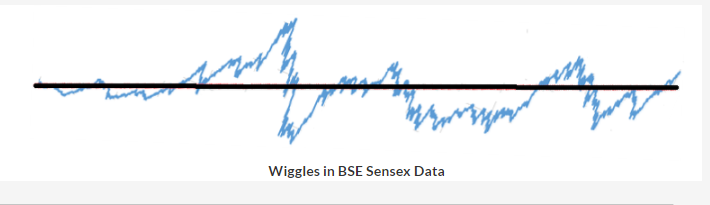 Wiggles in BSE Sensex Data